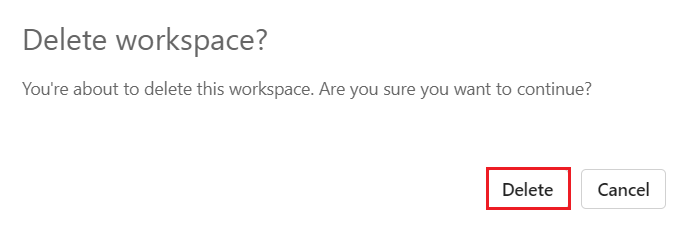 Delete workspace?
You're about to delete this workspace. Are you sure you want to continue?
Delete Cancel